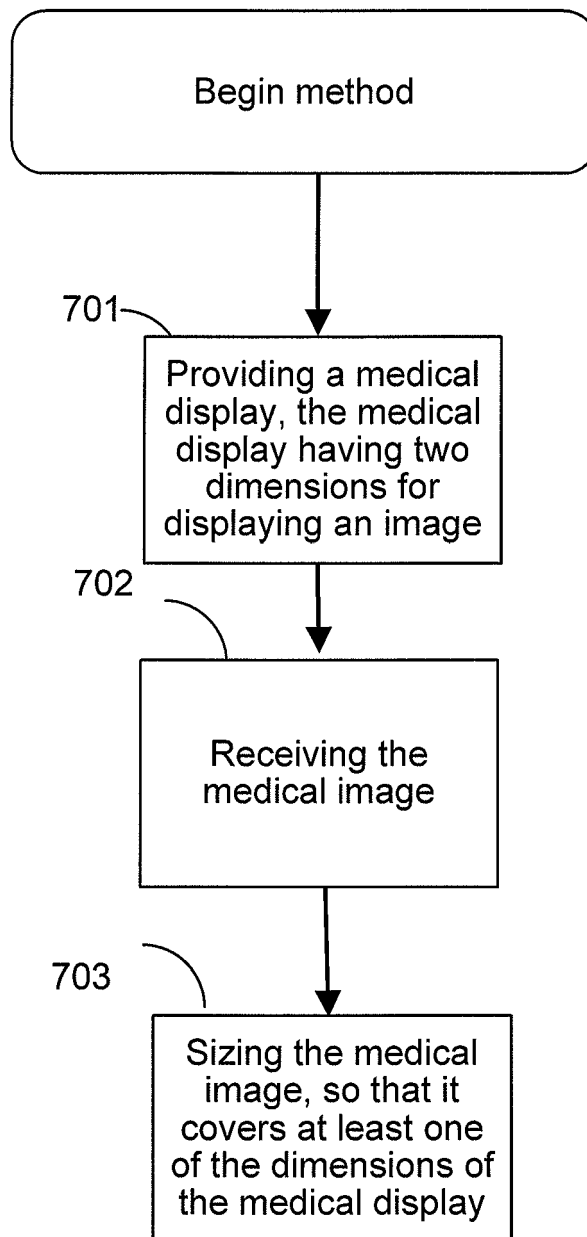 Begin method
701
Providing a medical
display, the medical
display having two
dimensions for
displaying an image
702
Receiving the
medical image
703
Sizing the medical
image, so that it
covers at least one
of the dimensions of
the medical display